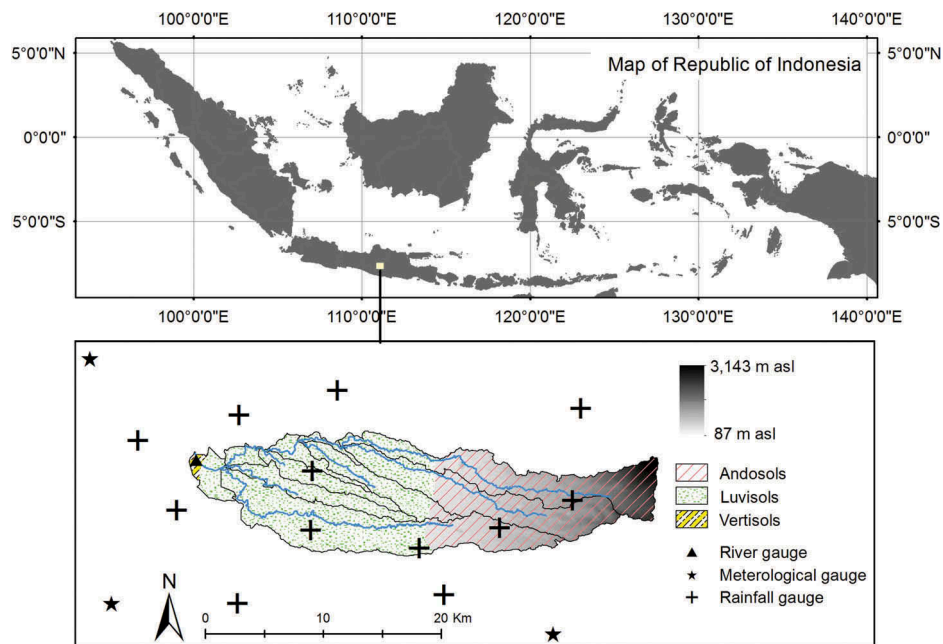 100°0'0"E 110°0'0"E 120°0'0"E 130°0'0"E 140°0'0"E
5°0'0"N 5°0'0"N
Map of Republic of Indonesia
0°0'0" 0°0'0"
5°0'0"S 5°0'0"S
100°0'0"E 110°0'0"E 120°0'0"E 130°0'0"E 140°0'0"E
3,143 m asl
87 m asl
Andosols
Luvisols
Vertisols
River gauge
Meterological gauge
Rainfall gauge
N
0 10 20 Km